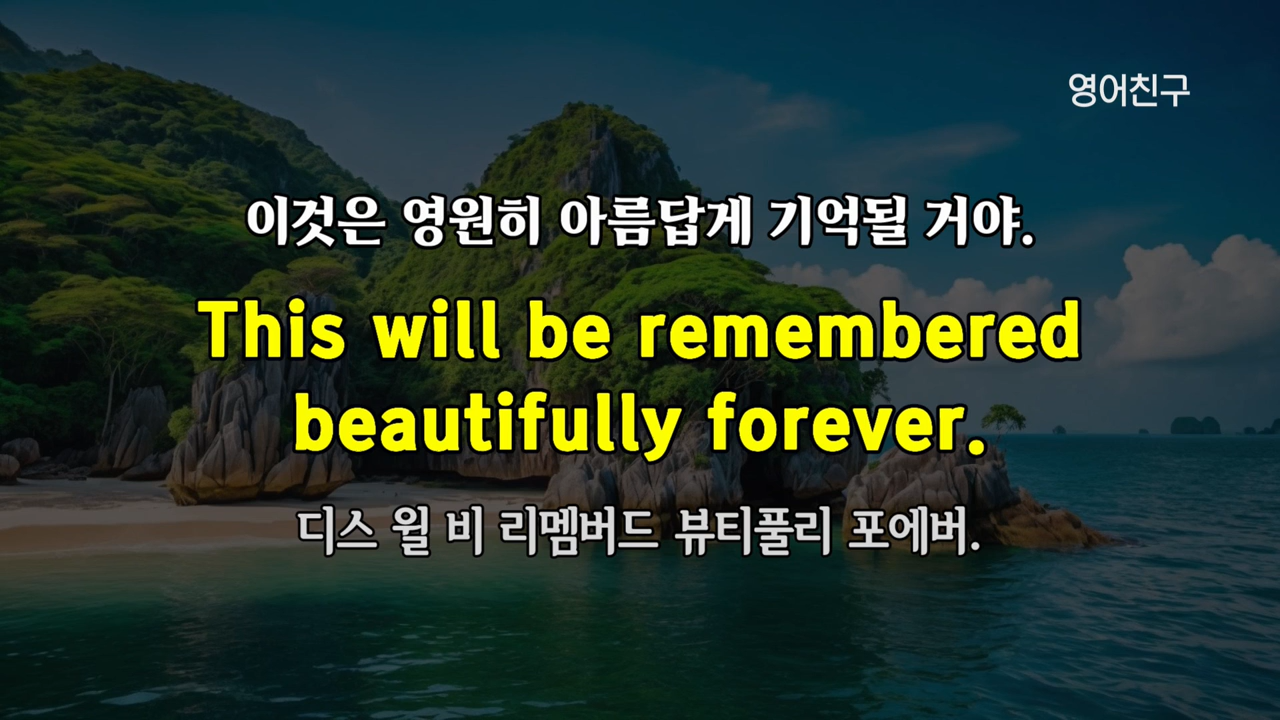 영어친구
이것은 영원히 아름답게 기억될 거야.
This will be remembered
beautifully forever.
디스 윌 비 리멤버드 뷰티풀리 포에버.